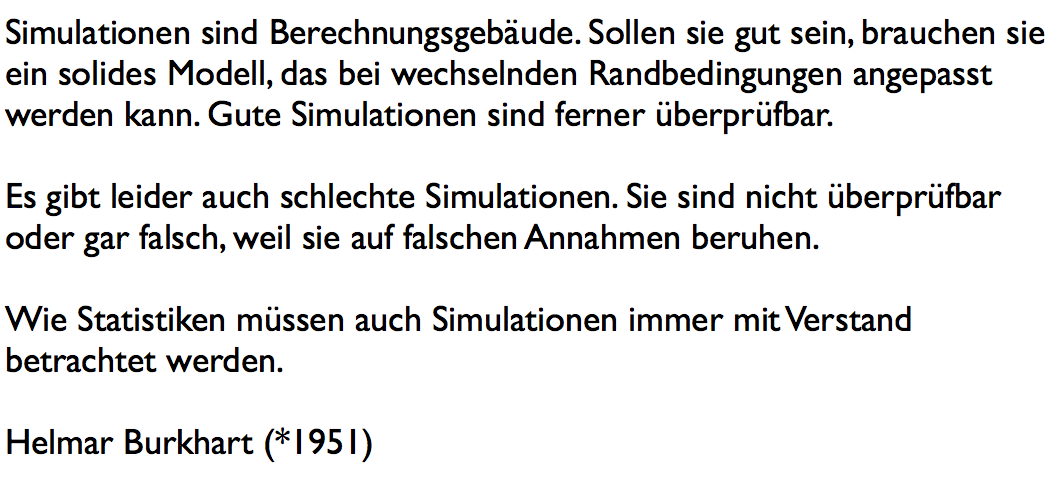 Simulationen sind Berechnungsgebäude. Sollen sie gut sein, brauchen sie
ein solides Modell, das bei wechselnden Randbedingungen angepasst
werden kann. Gute Simulationen sind ferner überprüfbar.
Es gibt leider auch schlechte Simulationen. Sie sind nicht überprüfbar
oder gar falsch, weil sie auf falschen Annahmen beruhen.
Wie Statistiken müssen auch Simulationen immer mit Verstand
betrachtet werden.
Helmar Burkhart (*1951)